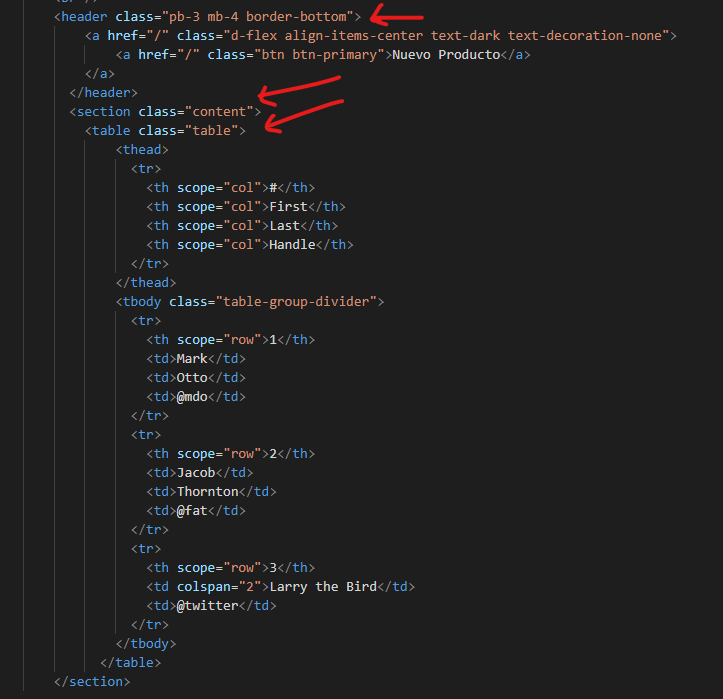 <header class="pb-3 mb-4 border-bottom">
<a href="/" class="d-flex align-items-center text-dark text-decoration-none">
<a href="/" class="btn btn-primary">Nuevo Producto</a>
</a>
</header>
<section class="content">
<table class="table">
<thead>
<tr>
<th scope="col">#</th>
<th scope="col">First</th>
<th scope="col">Last</th>
<th scope="col">Handle</th>
</tr>
</thead>
<tbody class="table-group-divider">
<tr>
<th scope="row">1</th>
<td>Mark</td>
<td>Otto</td>
<td>@mdo</td>
</tr>
<tr>
<th scope="row">2</th>
<td>Jacob</td>
<td>Thornton</td>
<td>@fat</td>
</tr>
<tr>
<th scope="row">3</th>
<td colspan="2">Larry the Bird</td>
<td>@twitter</td>
</tr>
</tbody>
</table>
</section>